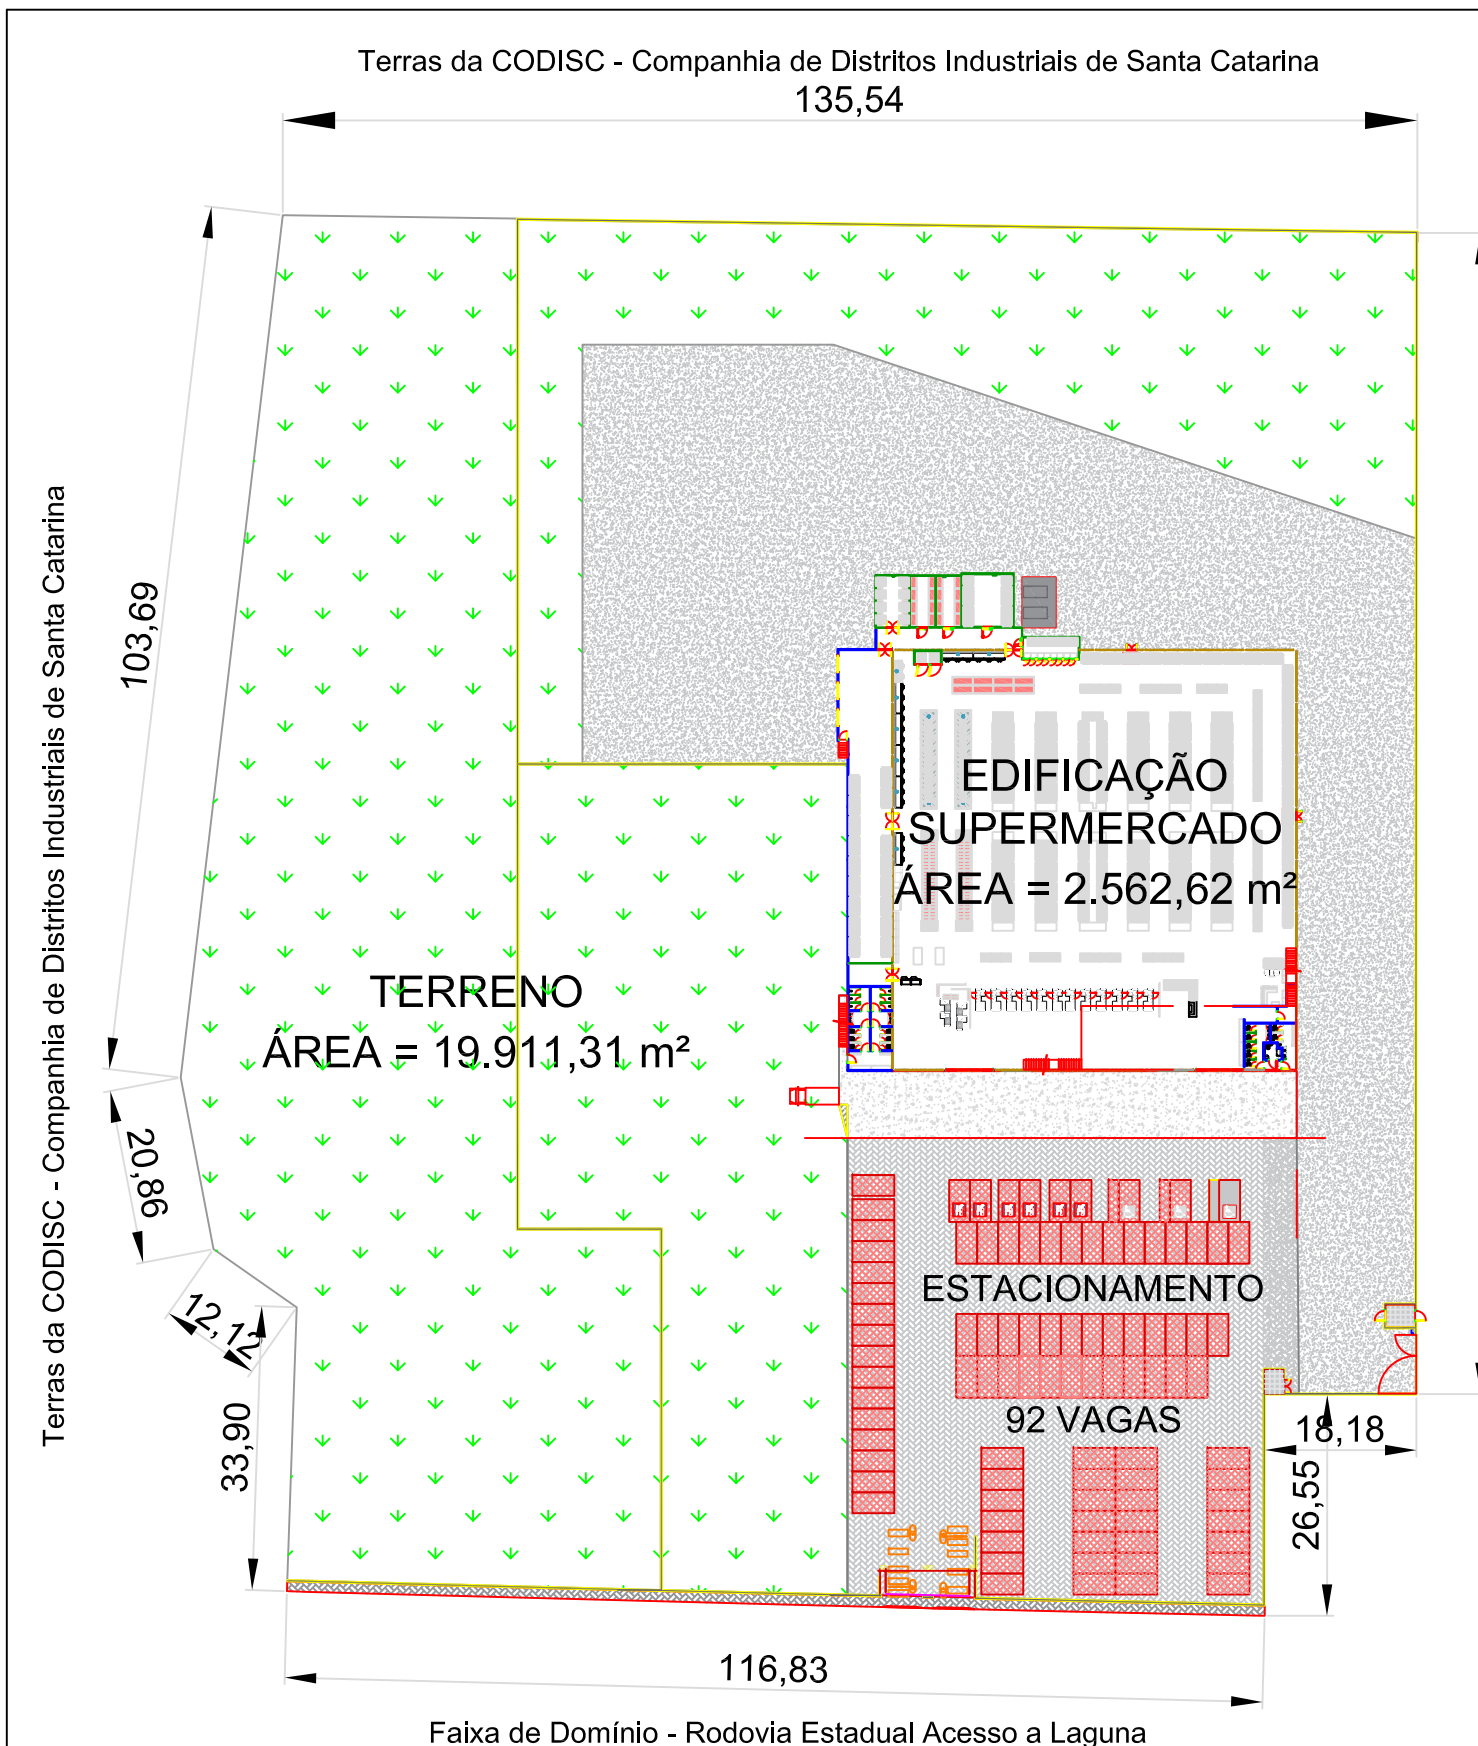 Terras da CODISC - Companhia de Distritos Industriais de Santa Catarina
135,54
103,69
Terras da CODISC - Companhia de Distritos Industriais de Santa Catarina
EDIFICAÇÃO
SUPERMERCADO
ÁREA = 2.562,62 m²
TERRENO
ÁREA = 19.911,31 m²
20,86
12,12
33,90
ESTACIONAMENTO
92 VAGAS
18,18
26,55
116,83
Faixa de Domínio - Rodovia Estadual Acesso a Laguna